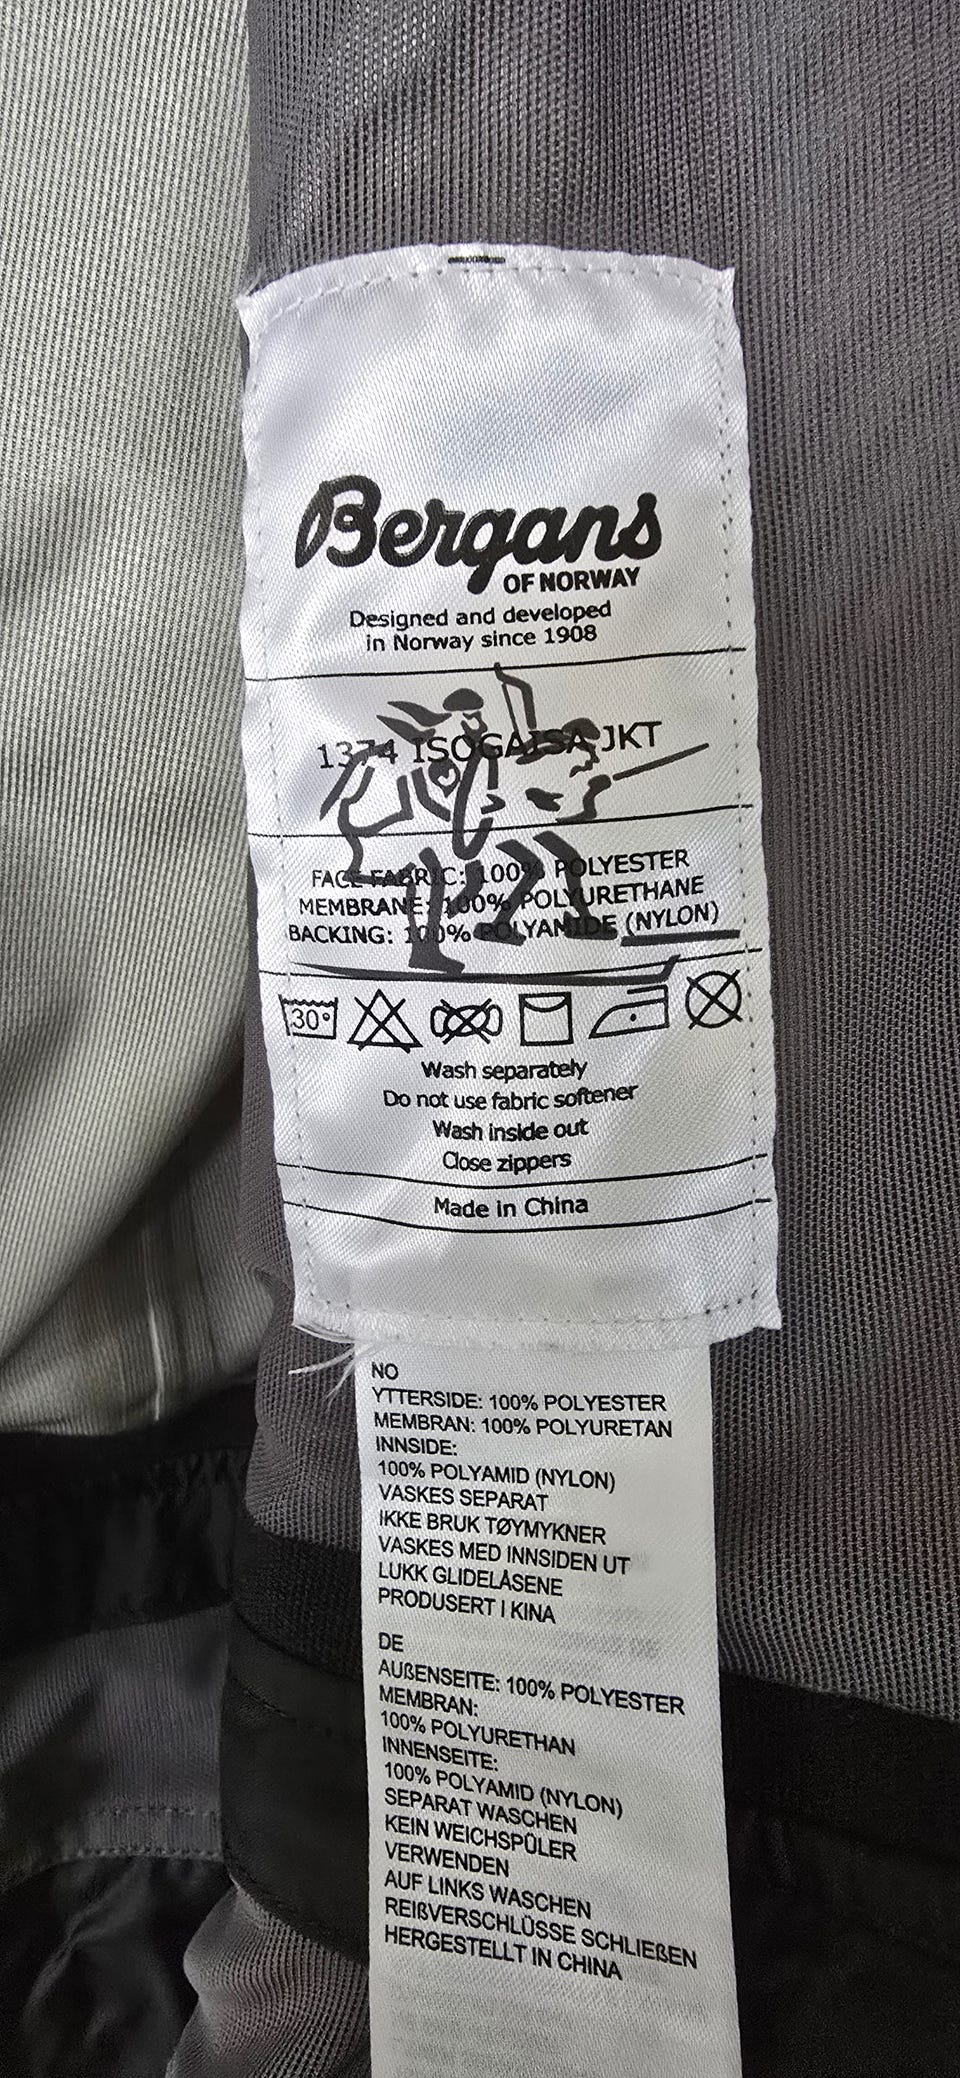 Bergans
OF NORWAY
Designed and developed
in Norway since 1908
1374 ISOGAISA JKT
FACE FABRIC: 100% POLYESTER
MEMBRANE: 100% POLYURETHANE
BACKING: 100% POLYAMIDE (NYLON)
30°
Wash separately
Do not use fabric softener
Wash inside out
Close zippers
Made in China
NO
YTTERSIDE: 100% POLYESTER
MEMBRAN: 100% POLYURETAN
INNSIDE:
100% POLYAMID (NYLON)
VASKES SEPARAT
IKKE BRUK TØYMYKNER
VASKES MED INNSIDEN UT
LUKK GLIDELÅSENE
PRODUSERT I KINA
DE
AUßENSEITE: 100% POLYESTER
MEMBRAN:
100% POLYURETHAN
INNENSEITE:
100% POLYAMID (NYLON)
SEPARAT WASCHEN
KEIN WEICHSPÜLER
VERWENDEN
AUF LINKS WASCHEN
REIßVERSCHLÜSSE SCHLIEßEN
HERGESTELLT IN CHINA